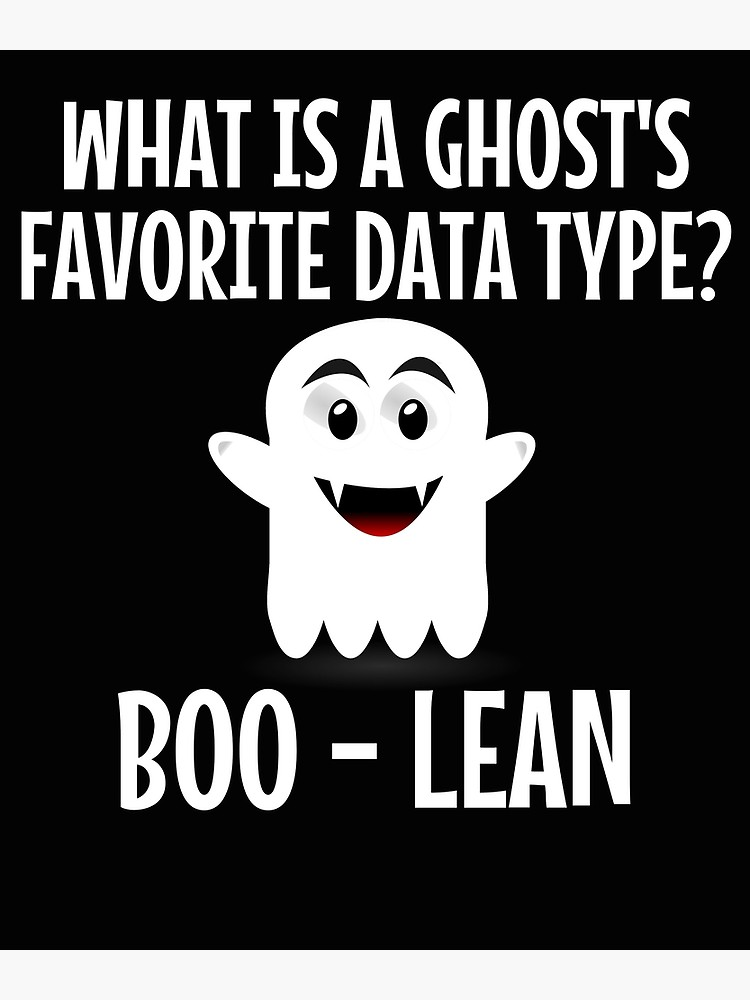 WHAT IS A GHOST'S
FAVORITE DATA TYPE?
BOO - LEAN